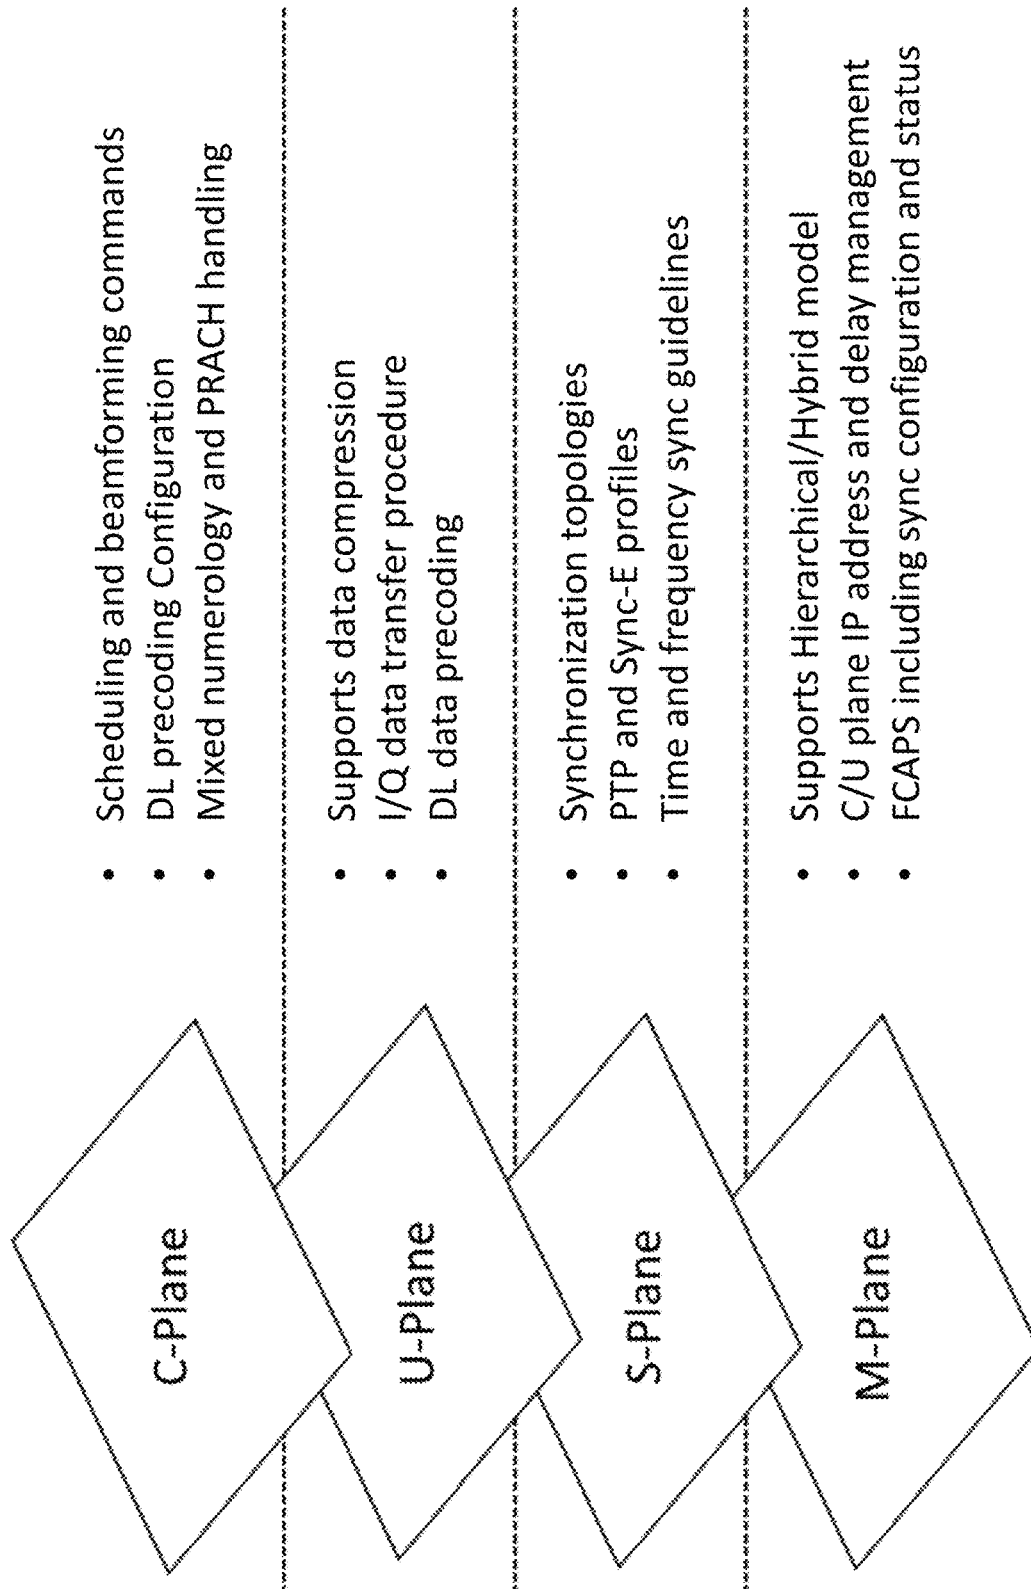 C-Plane
• Scheduling and beamforming commands
• DL precoding Configuration
• Mixed numerology and PRACH handling
U-Plane
• Supports data compression
• I/Q data transfer procedure
• DL data precoding
S-Plane
• Synchronization topologies
• PTP and Sync-E profiles
• Time and frequency sync guidelines
M-Plane
• Supports Hierarchical/Hybrid model
• C/U plane IP address and delay management
• FCAPS including sync configuration and status